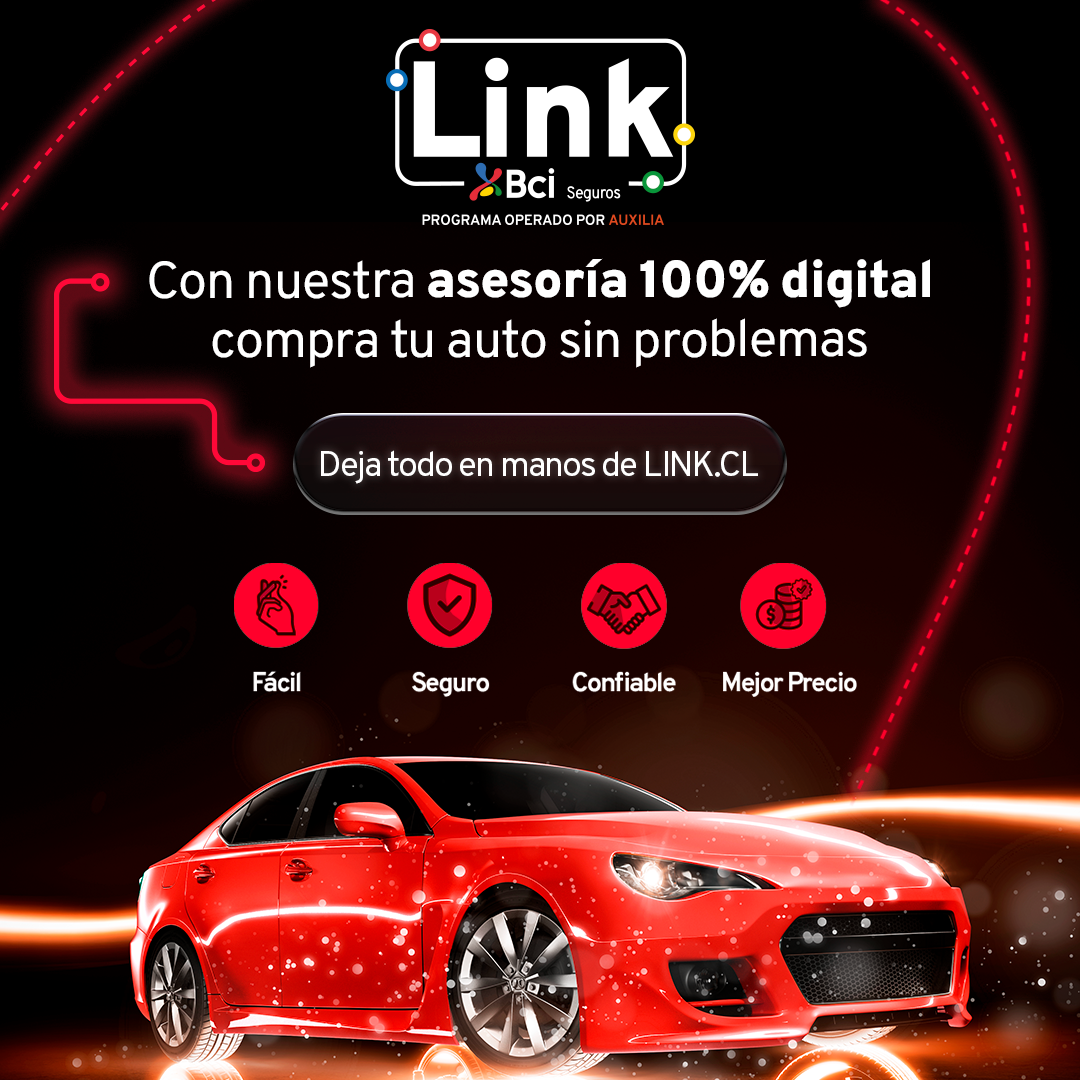 Link
Bci Seguros
PROGRAMA OPERADO POR AUXILIA
Con nuestra asesoría 100% digital
compra tu auto sin problemas
Deja todo en manos de LINK.CL
Fácil
Seguro
Confiable
Mejor Precio